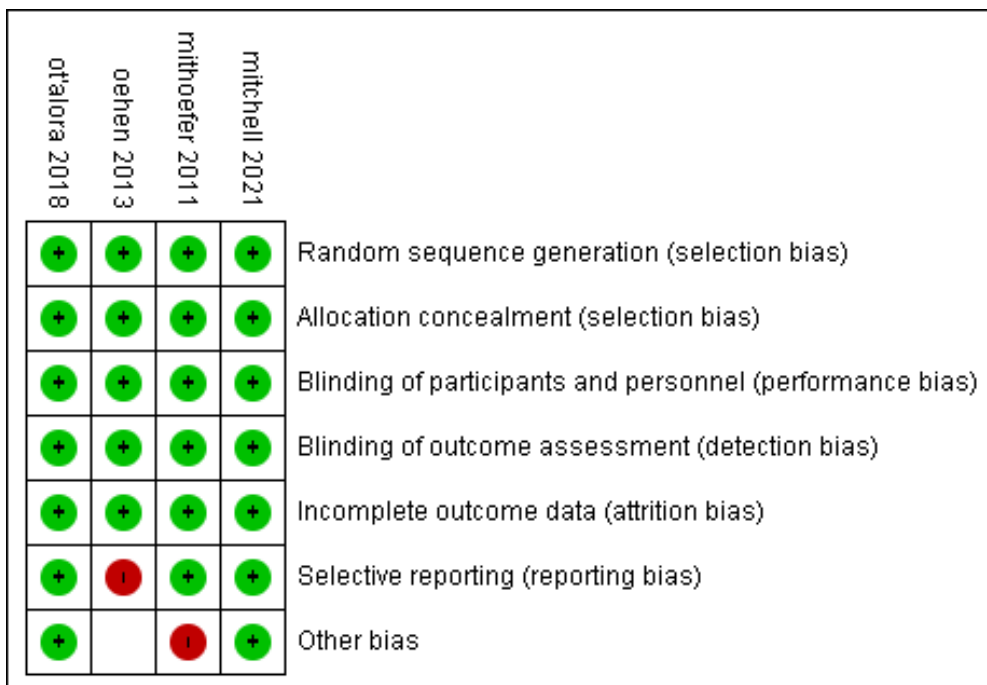 ot'alora 2018
oehen 2013
mithoefer 2011
mitchell 2021
+ + + + Random sequence generation (selection bias)
+ + + + Allocation concealment (selection bias)
+ + + + Blinding of participants and personnel (performance bias)
+ + + + Blinding of outcome assessment (detection bias)
+ + + + Incomplete outcome data (attrition bias)
+ - + + Selective reporting (reporting bias)
+ - + Other bias